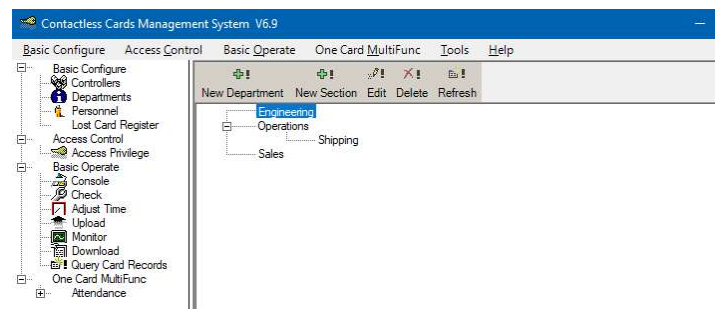 Contactless Cards Management System V6.9
Basic Configure Access Control Basic Operate One Card MultiFunc Tools Help
Basic Configure
Controllers
Departments
Personnel
Lost Card Register
Access Control
Access Privilege
Basic Operate
Console
Check
Adjust Time
Upload
Monitor
Download
Query Card Records
One Card MultiFunc
Attendance
New Department New Section Edit Delete Refresh
Engineering
Operations
Shipping
Sales